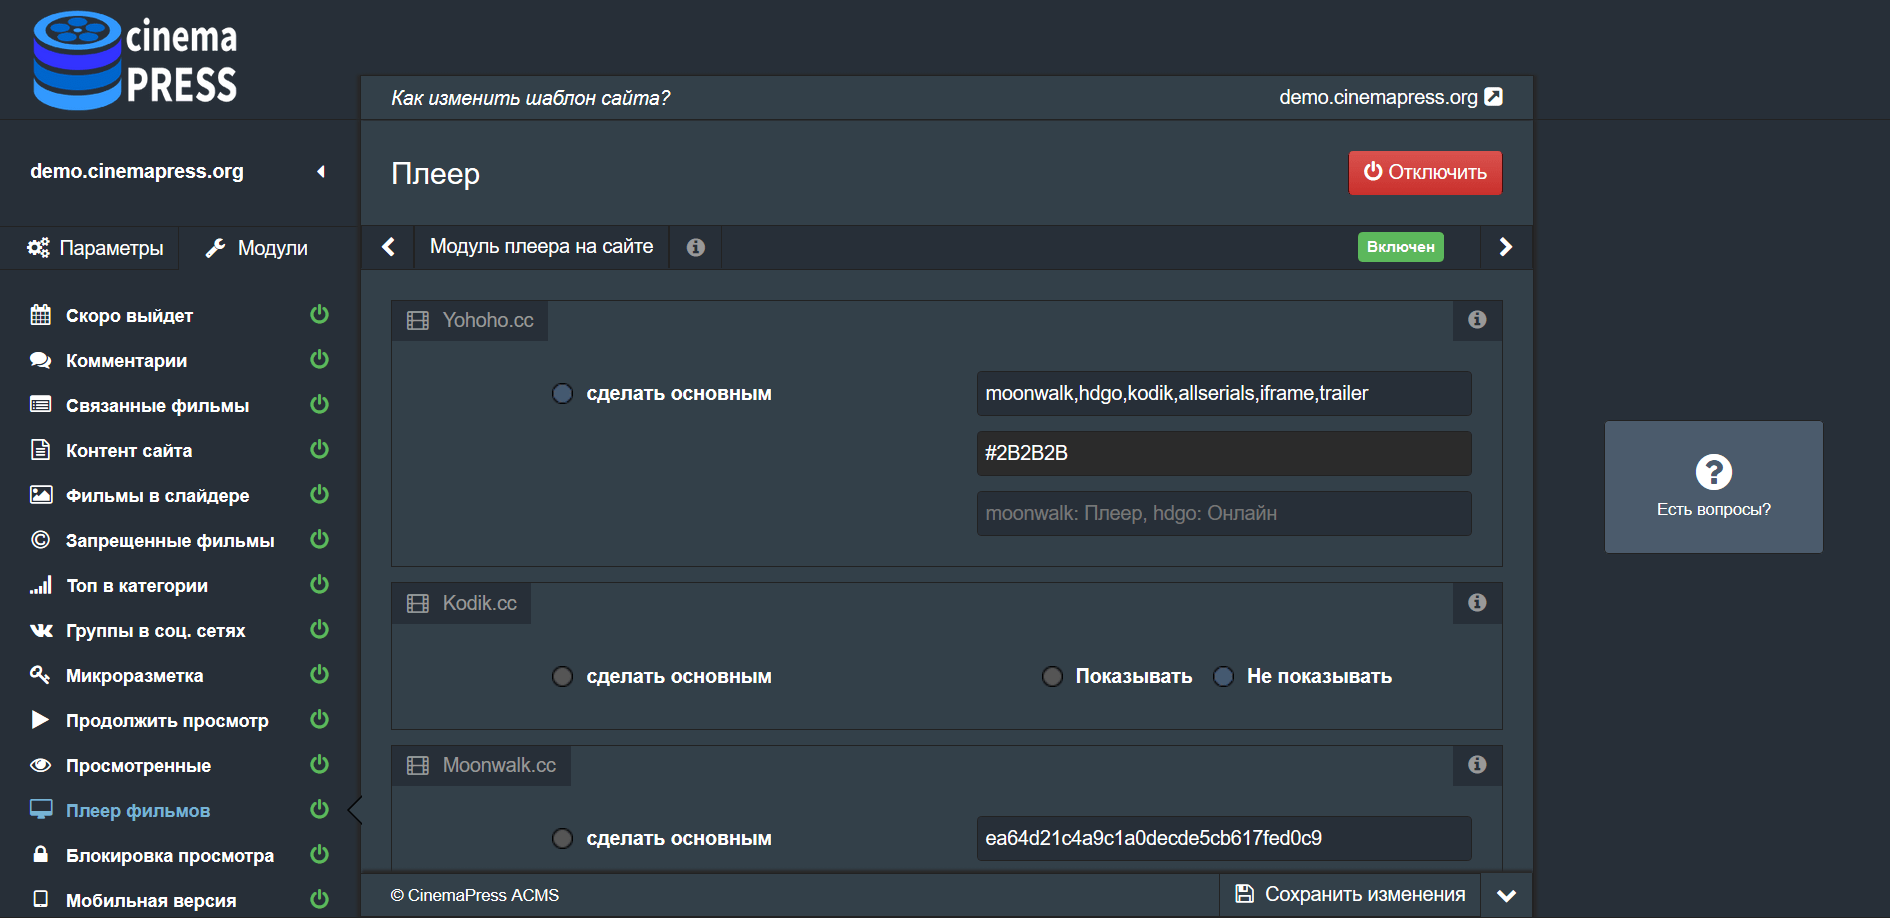 cinema
PRESS
Как изменить шаблон сайта?
demo.cinemapress.org
demo.cinemapress.org
Параметры
Модули
Скоро выйдет
Комментарии
Связанные фильмы
Контент сайта
Фильмы в слайдере
Запрещенные фильмы
Топ в категории
Группы в соц. сетях
Микроразметка
Продолжить просмотр
Просмотренные
Плеер фильмов
Блокировка просмотра
Мобильная версия
Плеер
Отключить
Модуль плеера на сайте
Включен
Yohoho.cc
сделать основным
moonwalk,hdgo,kodik,allserials,iframe,trailer
#2B2B2B
moonwalk: Плеер, hdgo: Онлайн
Kodik.cc
сделать основным
Показывать
Не показывать
Moonwalk.cc
сделать основным
ea64d21c4a9c1a0decde5cb617fed0c9
© CinemaPress ACMS
Сохранить изменения
Есть вопросы?